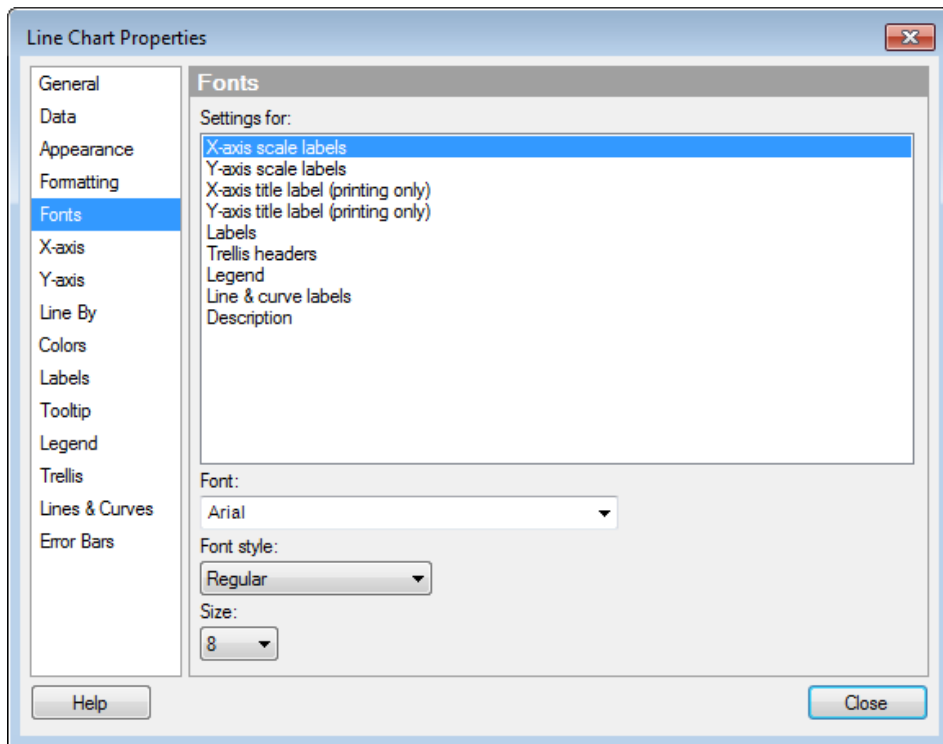 Line Chart Properties
General
Data
Appearance
Formatting
Fonts
X-axis
Y-axis
Line By
Colors
Labels
Tooltip
Legend
Trellis
Lines & Curves
Error Bars
Fonts
Settings for:
X-axis scale labels
Y-axis scale labels
X-axis title label (printing only)
Y-axis title label (printing only)
Labels
Trellis headers
Legend
Line & curve labels
Description
Font:
Arial
Font style:
Regular
Size:
8
Help
Close